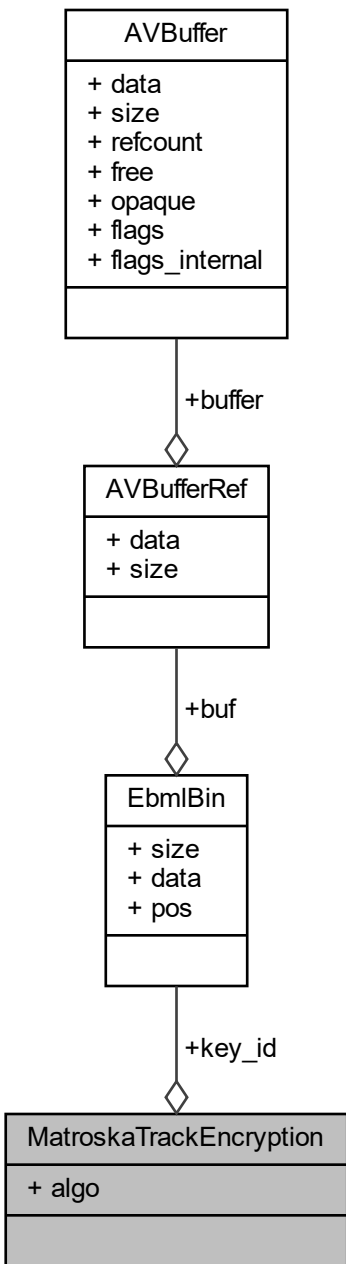 AVBuffer
+ data
+ size
+ refcount
+ free
+ opaque
+ flags
+ flags_internal
+buffer
AVBufferRef
+ data
+ size
+buf
EbmlBin
+ size
+ data
+ pos
+key_id
MatroskaTrackEncryption
+ algo